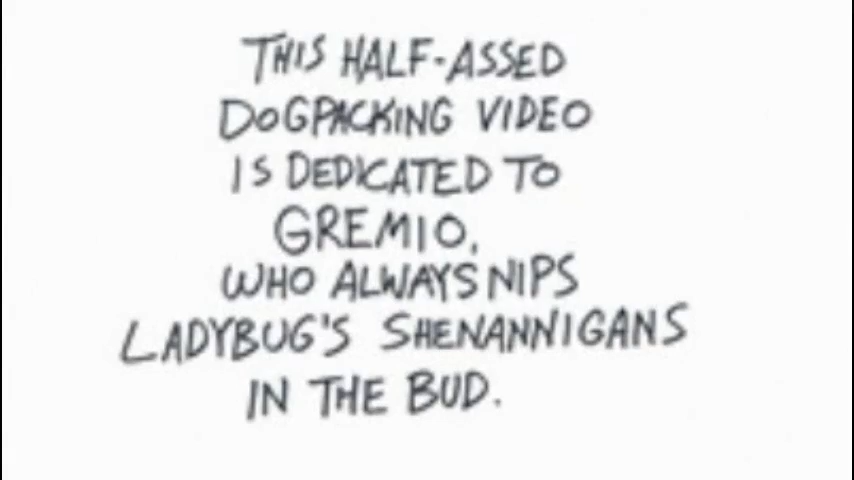 THIS HALF-ASSED
DOGPACKING VIDEO
IS DEDICATED TO
GREMIO,
WHO ALWAYS NIPS
LADYBUG'S SHENANNIGANS
IN THE BUD.